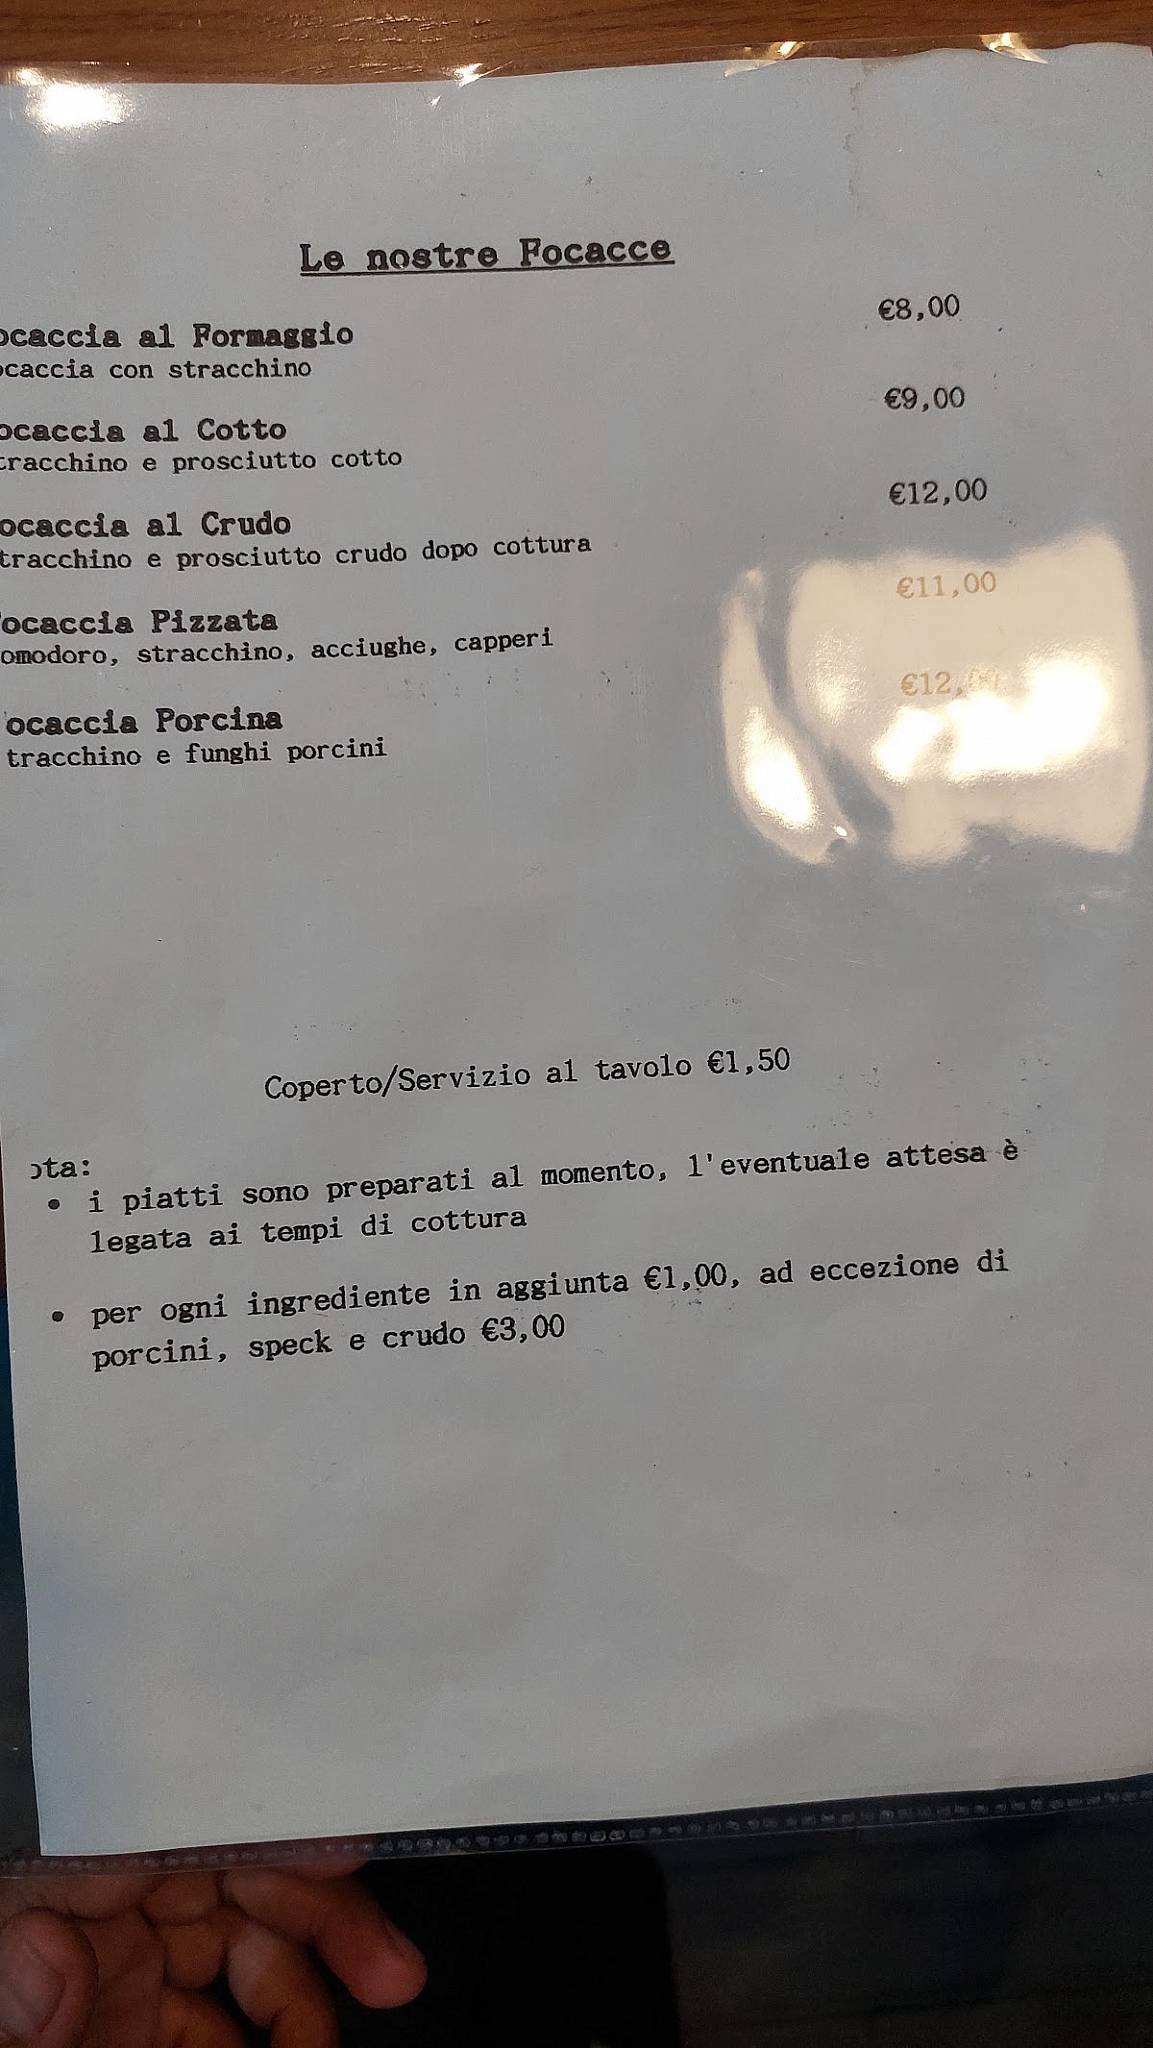 Le nostre Focacce
ocaccia al Formaggio €8,00
ocaccia con stracchino
ocaccia al Cotto €9,00
tracchino e prosciutto cotto
ocaccia al Crudo €12,00
tracchino e prosciutto crudo dopo cottura
ocaccia Pizzata €11,00
omodoro, stracchino, acciughe, capperi
ocaccia Porcina €12,00
tracchino e funghi porcini
Coperto/Servizio al tavolo €1,50
ota:
• i piatti sono preparati al momento, l'eventuale attesa è
legata ai tempi di cottura
• per ogni ingrediente in aggiunta €1,00, ad eccezione di
porcini, speck e crudo €3,00